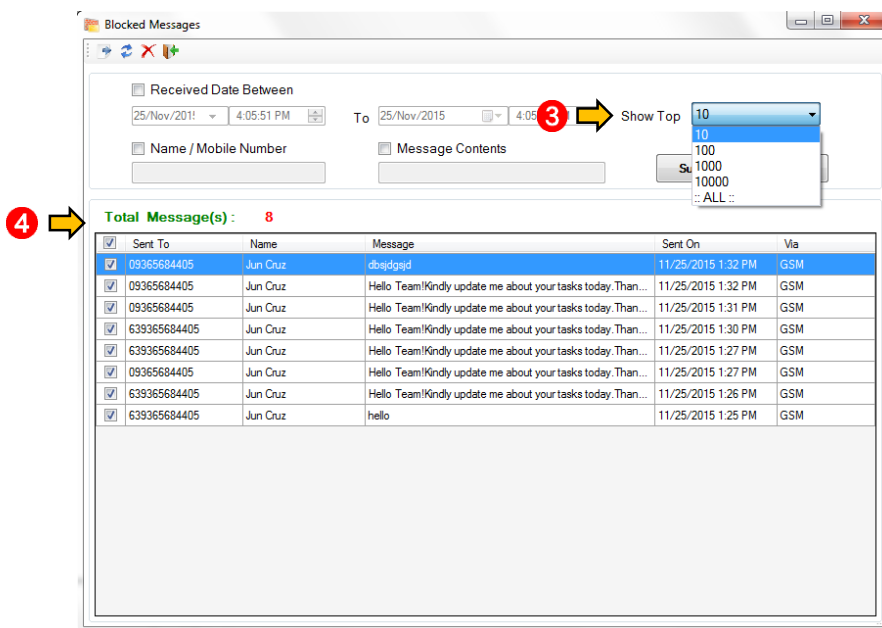 Blocked Messages
Received Date Between
25/Nov/201 4:05:51 PM To 25/Nov/2015 4:05 3 Show Top 10
10
100
1000
10000
:: ALL ::
Name / Mobile Number Message Contents
4 Total Message(s) : 8
Sent To Name Message Sent On Via
09365684405 Jun Cruz dbsjdgsjd 11/25/2015 1:32 PM GSM
09365684405 Jun Cruz Hello Team!Kindly update me about your tasks today.Than... 11/25/2015 1:32 PM GSM
09365684405 Jun Cruz Hello Team!Kindly update me about your tasks today.Than... 11/25/2015 1:31 PM GSM
639365684405 Jun Cruz Hello Team!Kindly update me about your tasks today.Than... 11/25/2015 1:30 PM GSM
639365684405 Jun Cruz Hello Team!Kindly update me about your tasks today.Than... 11/25/2015 1:27 PM GSM
09365684405 Jun Cruz Hello Team!Kindly update me about your tasks today.Than... 11/25/2015 1:27 PM GSM
639365684405 Jun Cruz Hello Team!Kindly update me about your tasks today.Than... 11/25/2015 1:26 PM GSM
639365684405 Jun Cruz hello 11/25/2015 1:25 PM GSM